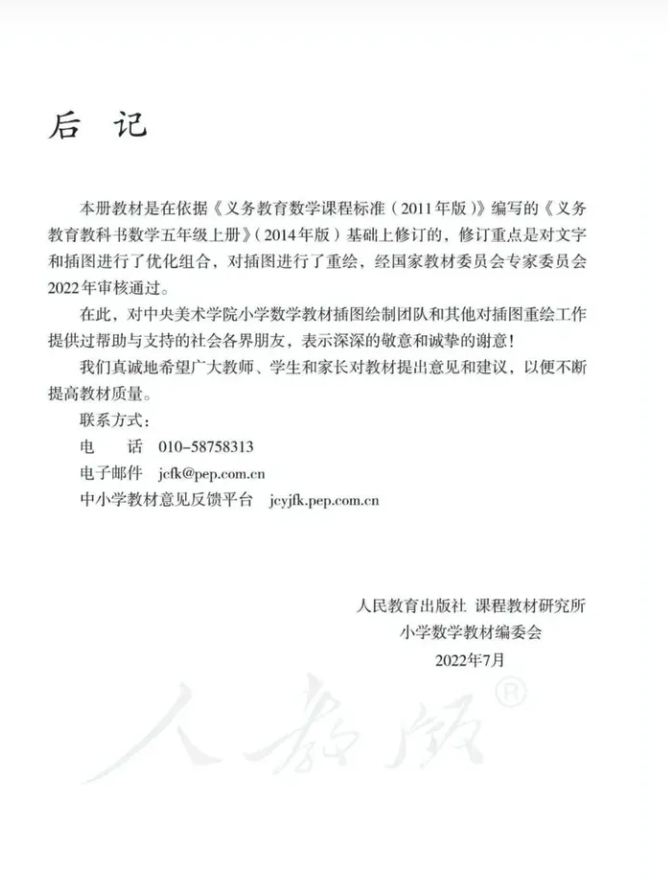 后 记
本册教材是在依据《义务教育数学课程标准（2011年版）》编写的《义务
教育教科书数学五年级上册》（2014年版）基础上修订的，修订重点是对文字
和插图进行了优化组合，对插图进行了重绘，经国家教材委员会专家委员会
2022年审核通过。
在此，对中央美术学院小学数学教材插图绘制团队和其他对插图重绘工作
提供过帮助与支持的社会各界朋友，表示深深的敬意和诚挚的谢意！
我们真诚地希望广大教师、学生和家长对教材提出意见和建议，以便不断
提高教材质量。
联系方式：
电 话 010-58758313
电子邮件 jcfk@pep.com.cn
中小学教材意见反馈平台 jcyjfk.pep.com.cn
人民教育出版社 课程教材研究所
小学数学教材编委会
2022年7月
人教版®